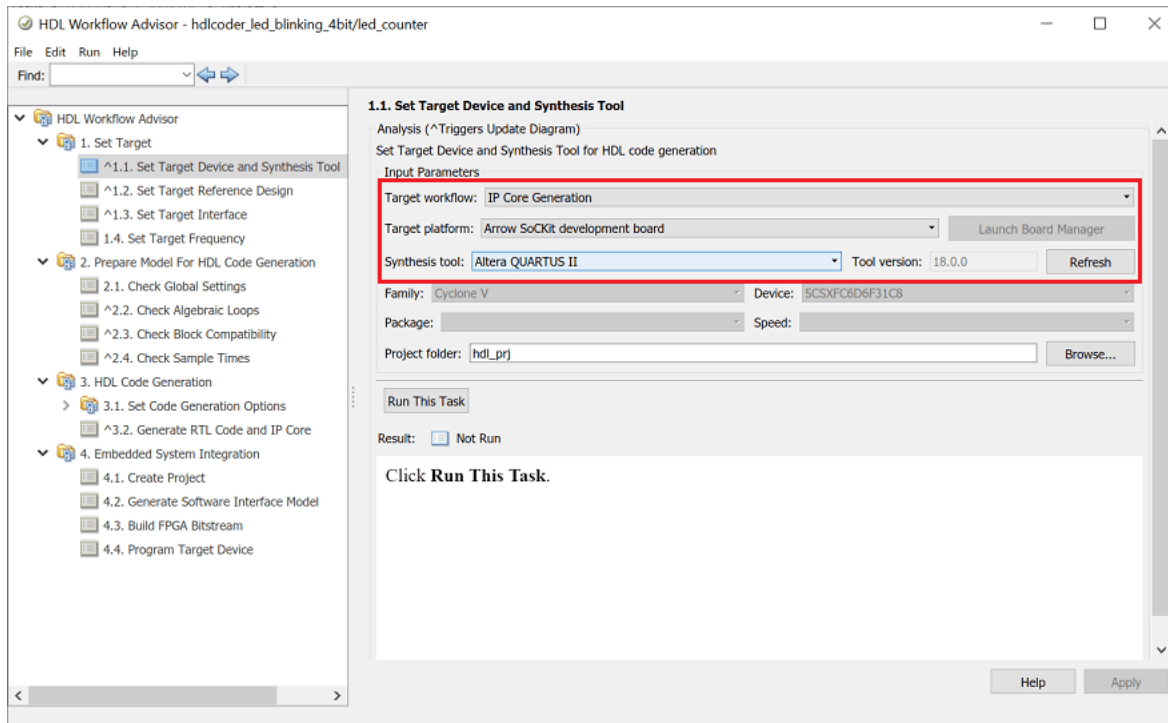 HDL Workflow Advisor - hdlcoder_led_blinking_4bit/led_counter
File Edit Run Help
Find:
HDL Workflow Advisor
1. Set Target
^1.1. Set Target Device and Synthesis Tool
^1.2. Set Target Reference Design
^1.3. Set Target Interface
1.4. Set Target Frequency
2. Prepare Model For HDL Code Generation
2.1. Check Global Settings
^2.2. Check Algebraic Loops
^2.3. Check Block Compatibility
^2.4. Check Sample Times
3. HDL Code Generation
3.1. Set Code Generation Options
^3.2. Generate RTL Code and IP Core
4. Embedded System Integration
4.1. Create Project
4.2. Generate Software Interface Model
4.3. Build FPGA Bitstream
4.4. Program Target Device
1.1. Set Target Device and Synthesis Tool
Analysis (^Triggers Update Diagram)
Set Target Device and Synthesis Tool for HDL code generation
Input Parameters
Target workflow: IP Core Generation
Target platform: Arrow SoCKit development board Launch Board Manager
Synthesis tool: Altera QUARTUS II Tool version: 18.0.0 Refresh
Family: Cyclone V Device: 5CSXFC6D6F31C8
Package: Speed:
Project folder: hdl_prj Browse...
Run This Task
Result: Not Run
Click Run This Task.
Help Apply